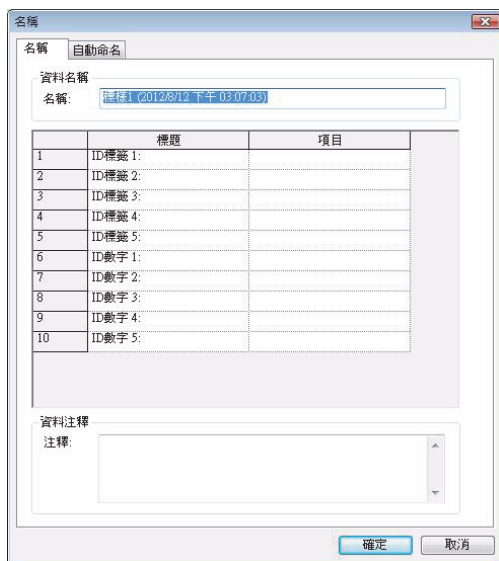 名稱
名稱 自動命名
資料名稱
名稱: 標樣1 (2012/8/12 下午 03:07:03)
標題 項目
1 ID標籤 1:
2 ID標籤 2:
3 ID標籤 3:
4 ID標籤 4:
5 ID標籤 5:
6 ID數字 1:
7 ID數字 2:
8 ID數字 3:
9 ID數字 4:
10 ID數字 5:
資料注釋
注釋:
確定 取消